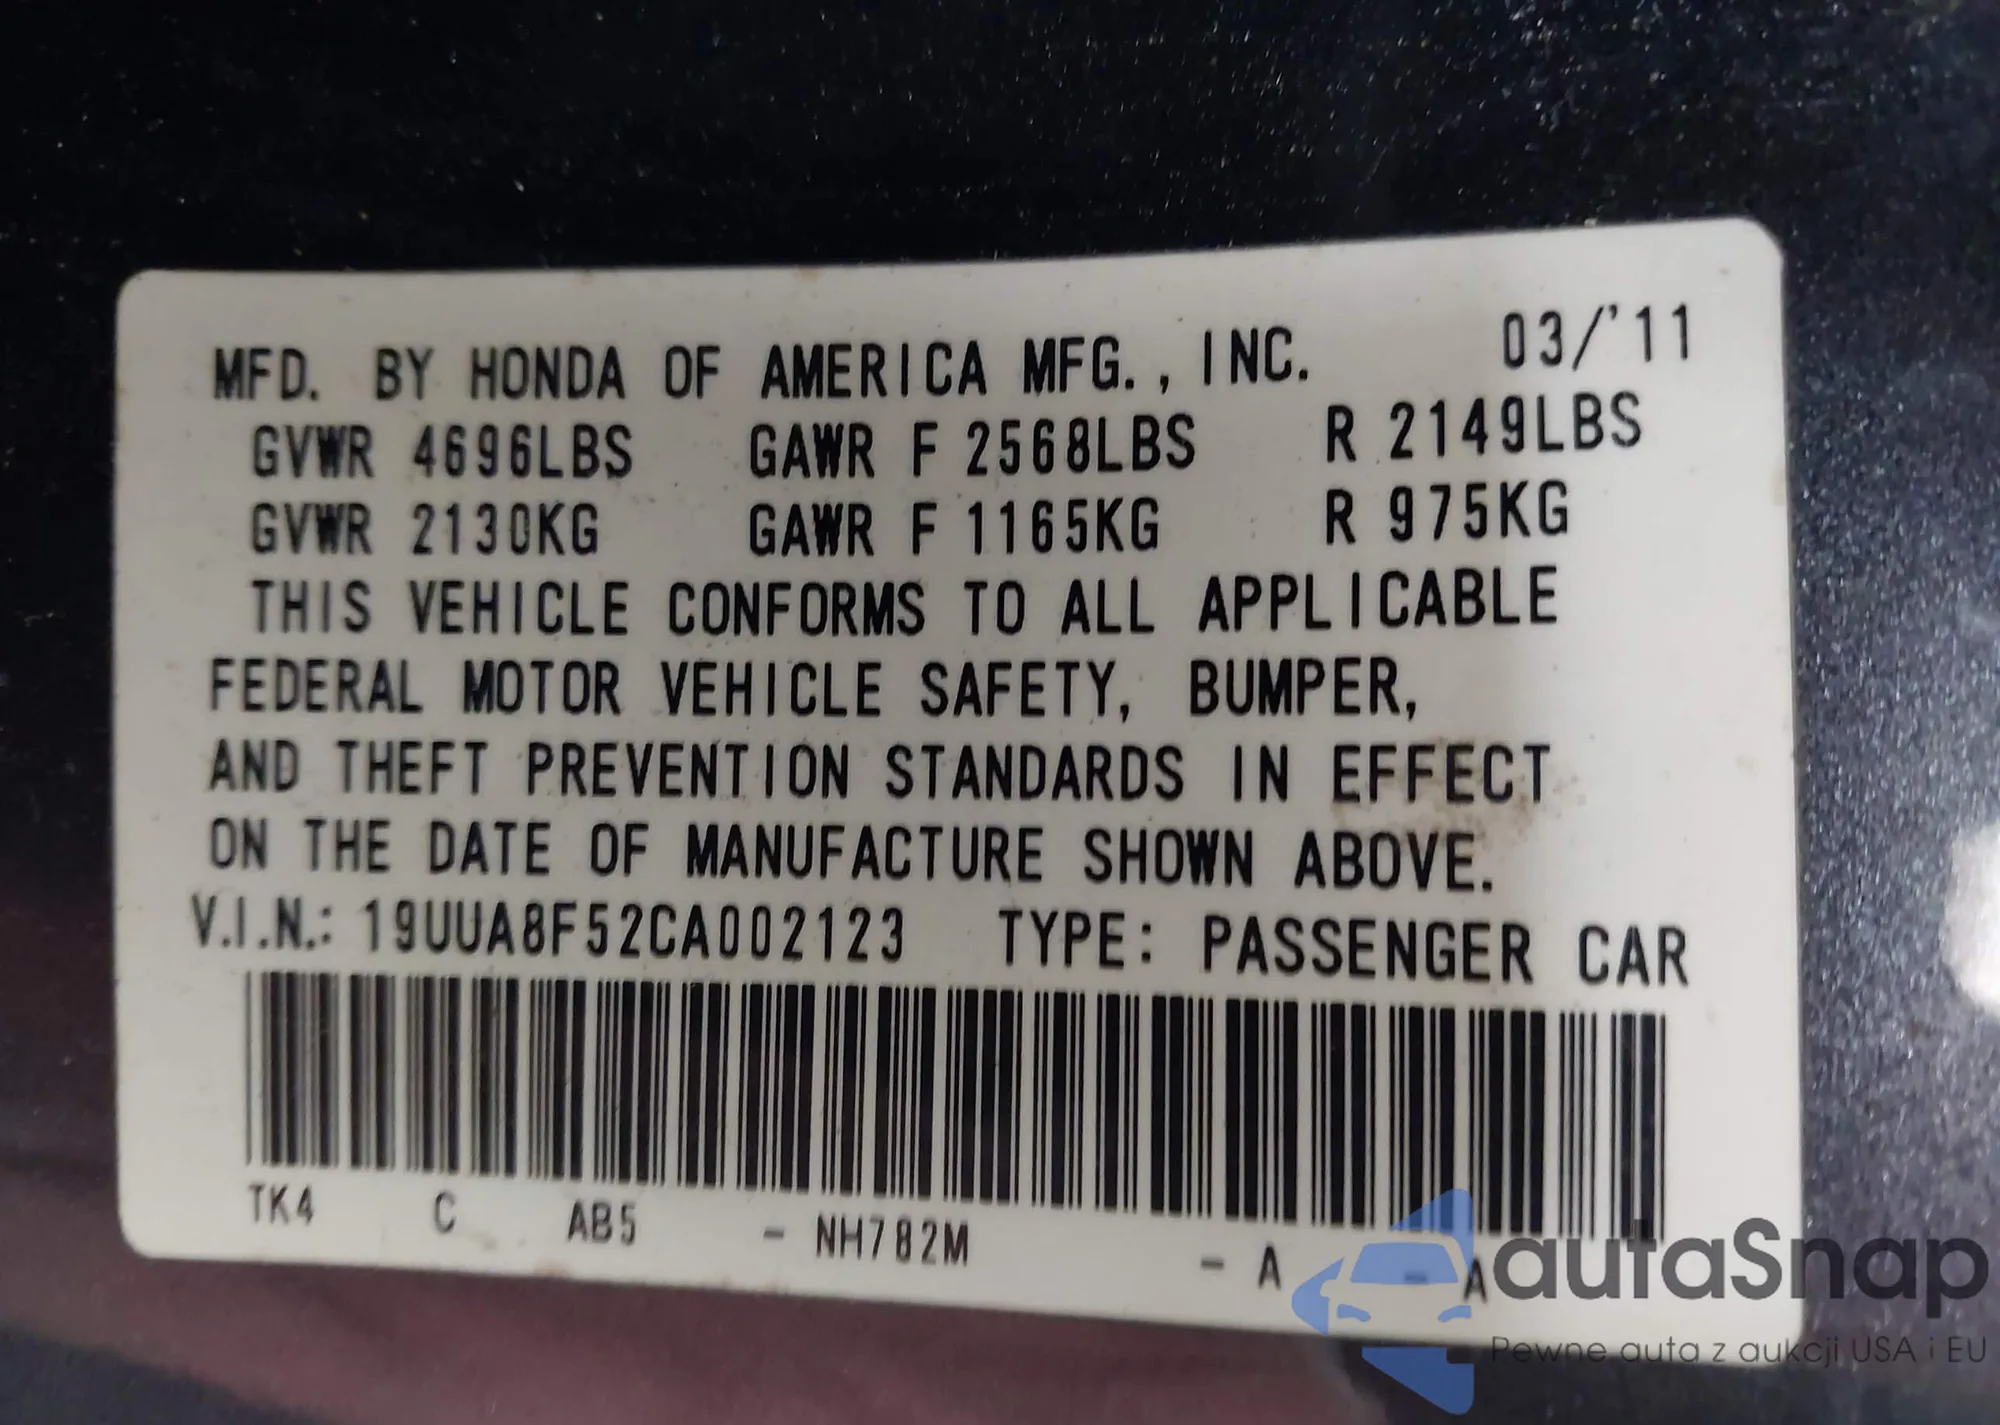 MFD. BY HONDA OF AMERICA MFG., INC. 03/'11
GVWR 4696LBS GAWR F 2568LBS R 2149LBS
GVWR 2130KG GAWR F 1165KG R 975KG
THIS VEHICLE CONFORMS TO ALL APPLICABLE
FEDERAL MOTOR VEHICLE SAFETY, BUMPER,
AND THEFT PREVENTION STANDARDS IN EFFECT
ON THE DATE OF MANUFACTURE SHOWN ABOVE.
V.I.N.: 19UUA8F52CA002123 TYPE: PASSENGER CAR
TK4 C AB5 - NH782M - A - A
autaSnap
Pewne auta z aukcji USA i EU